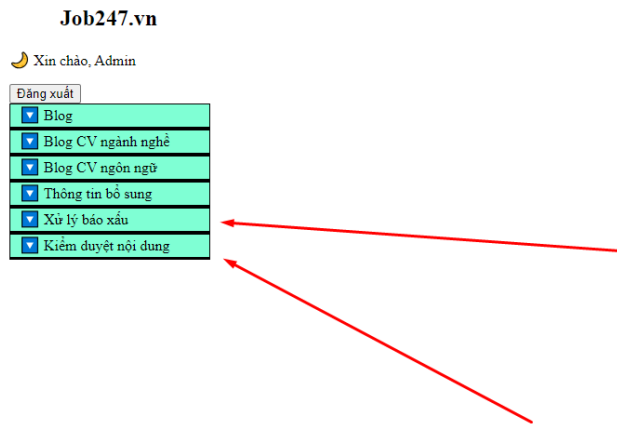 Job247.vn
🌙 Xin chào, Admin
Đăng xuất
🔽 Blog
🔽 Blog CV ngành nghề
🔽 Blog CV ngôn ngữ
🔽 Thông tin bổ sung
🔽 Xử lý báo xấu
🔽 Kiểm duyệt nội dung